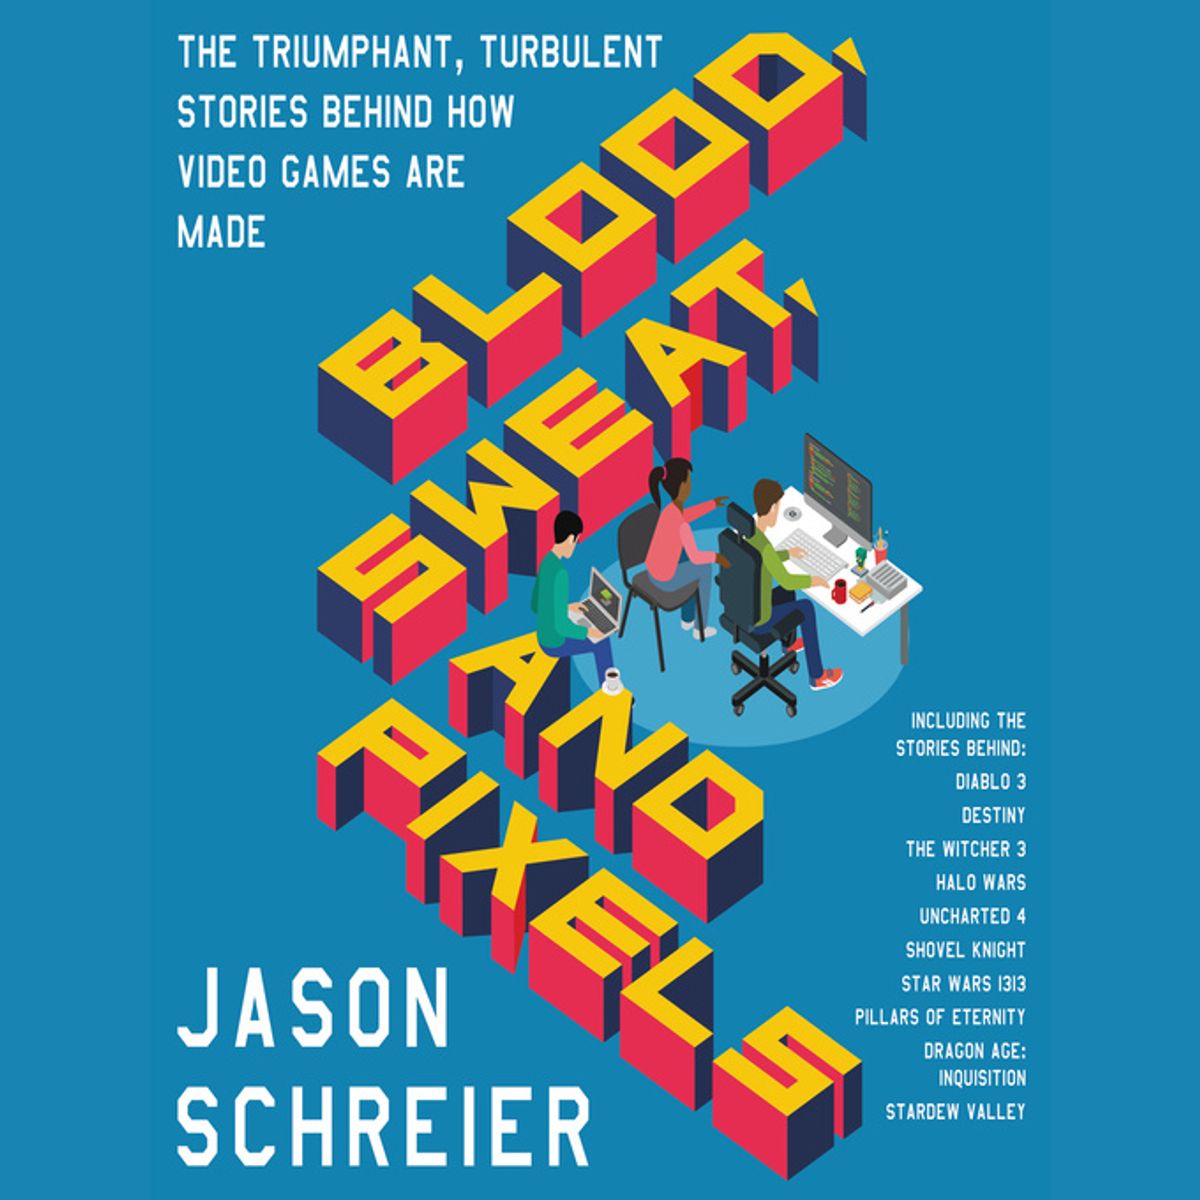 THE TRIUMPHANT, TURBULENT
STORIES BEHIND HOW
VIDEO GAMES ARE
MADE
BLOOD,
SWEAT,
AND
PIXELS
INCLUDING THE
STORIES BEHIND:
DIABLO 3
DESTINY
THE WITCHER 3
HALO WARS
UNCHARTED 4
SHOVEL KNIGHT
STAR WARS 1313
PILLARS OF ETERNITY
DRAGON AGE:
INQUISITION
STARDEW VALLEY
JASON
SCHREIER